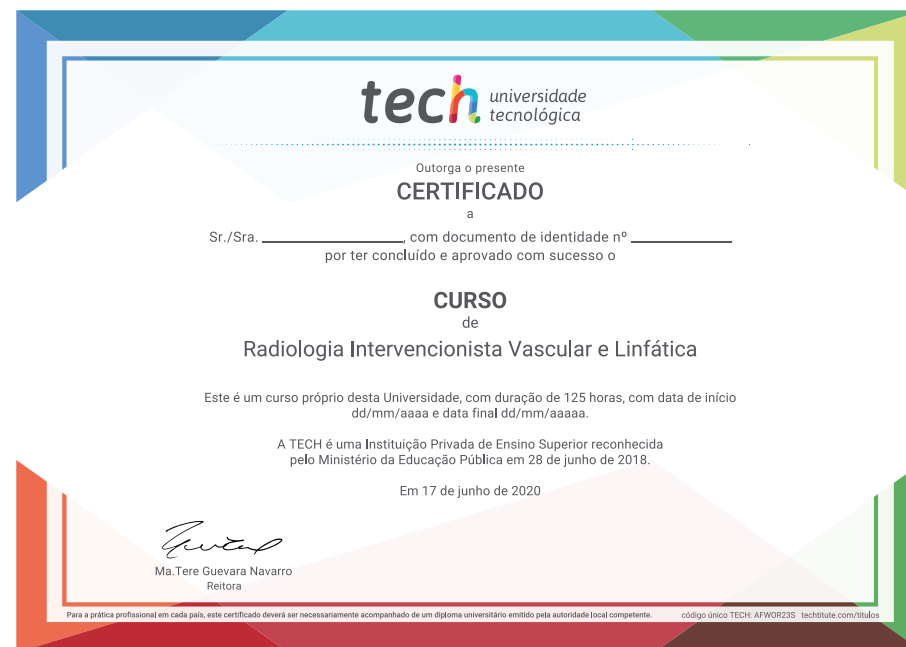 tech universidade
tecnológica
Outorga o presente
CERTIFICADO
a
Sr./Sra. ____________, com documento de identidade nº ____________
por ter concluído e aprovado com sucesso o
CURSO
de
Radiologia Intervencionista Vascular e Linfática
Este é um curso próprio desta Universidade, com duração de 125 horas, com data de início
dd/mm/aaaa e data final dd/mm/aaaaa.
A TECH é uma Instituição Privada de Ensino Superior reconhecida
pelo Ministério da Educação Pública em 28 de junho de 2018.
Em 17 de junho de 2020
Ma.Tere Guevara Navarro
Reitora
Para a prática profissional em cada país, este certificado deverá ser necessariamente acompanhado de um diploma universitário emitido pela autoridade local competente. código único TECH: AFWOR23S techtitute.com/titulos